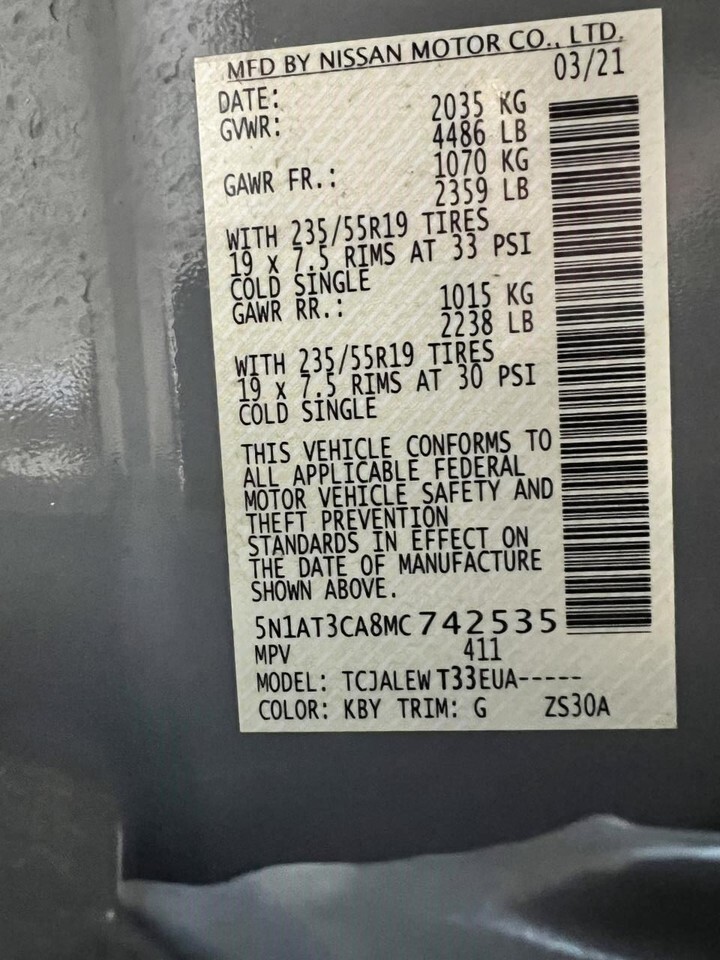 MFD BY NISSAN MOTOR CO., LTD.
DATE: 03/21
GVWR: 2035 KG
4486 LB
GAWR FR.: 1070 KG
2359 LB
WITH 235/55R19 TIRES
19 x 7.5 RIMS AT 33 PSI
COLD SINGLE
GAWR RR.: 1015 KG
2238 LB
WITH 235/55R19 TIRES
19 x 7.5 RIMS AT 30 PSI
COLD SINGLE
THIS VEHICLE CONFORMS TO
ALL APPLICABLE FEDERAL
MOTOR VEHICLE SAFETY AND
THEFT PREVENTION
STANDARDS IN EFFECT ON
THE DATE OF MANUFACTURE
SHOWN ABOVE.
5N1AT3CA8MC742535
MPV 411
MODEL: TCJALEWT33EUA-----
COLOR: KBY TRIM: G ZS30A